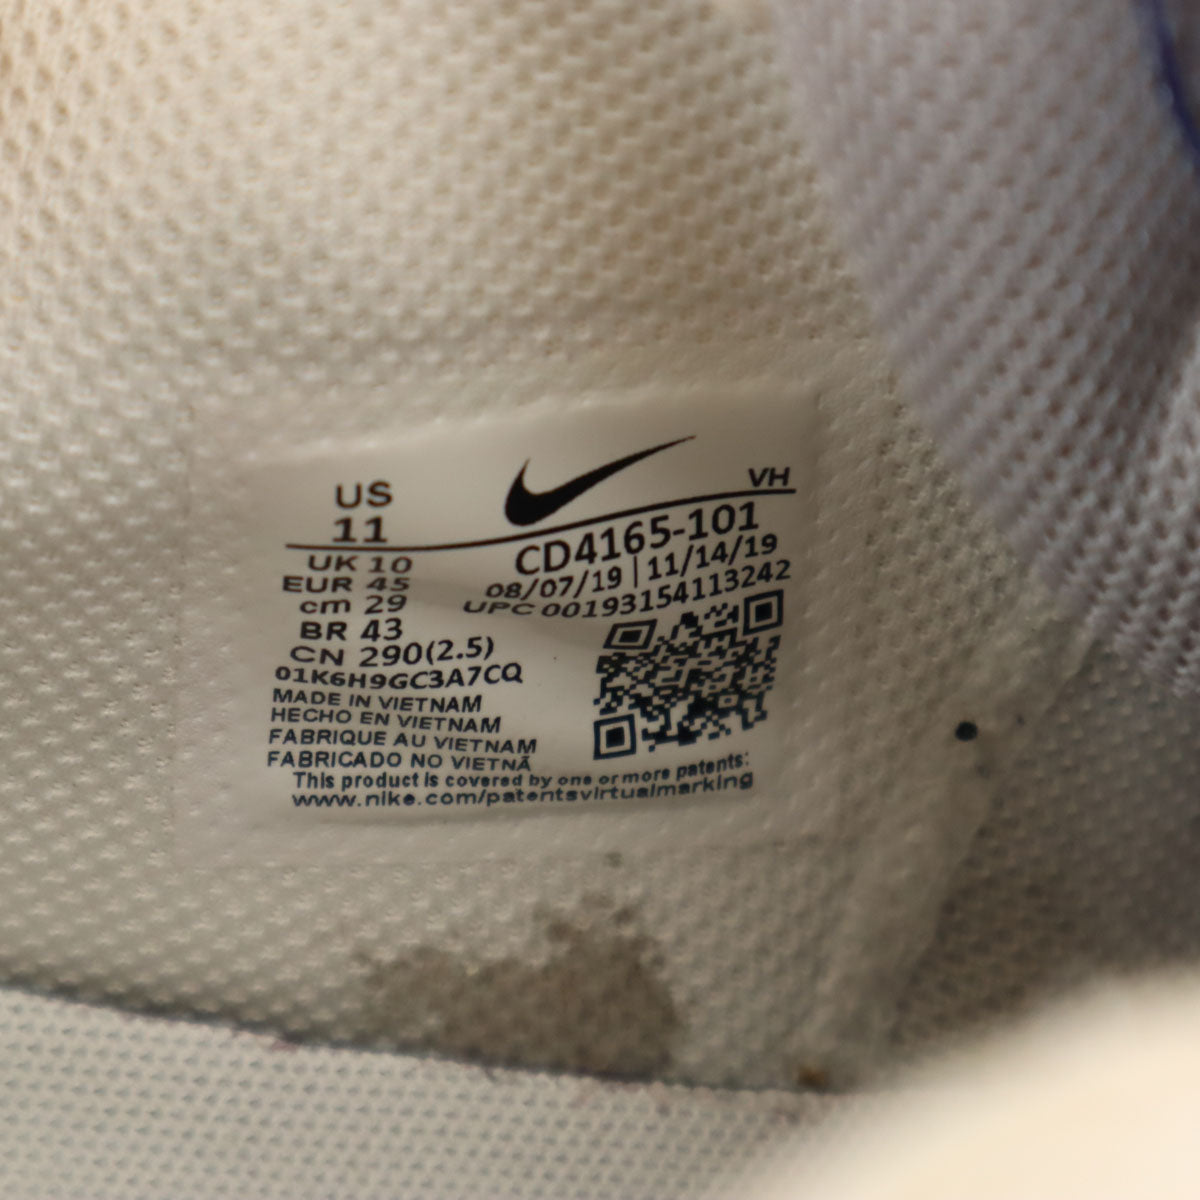 US
11
UK 10
EUR 45
cm 29
BR 43
CN 290(2.5)
01K6H9GC3A7CQ
MADE IN VIETNAM
HECHO EN VIETNAM
FABRIQUE AU VIETNAM
FABRICADO NO VIETNÃ
VH
CD4165-101
08/07/19 | 11/14/19
UPC 00193154113242
This product is covered by one or more patents:
www.nike.com/patentsvirtualmarking